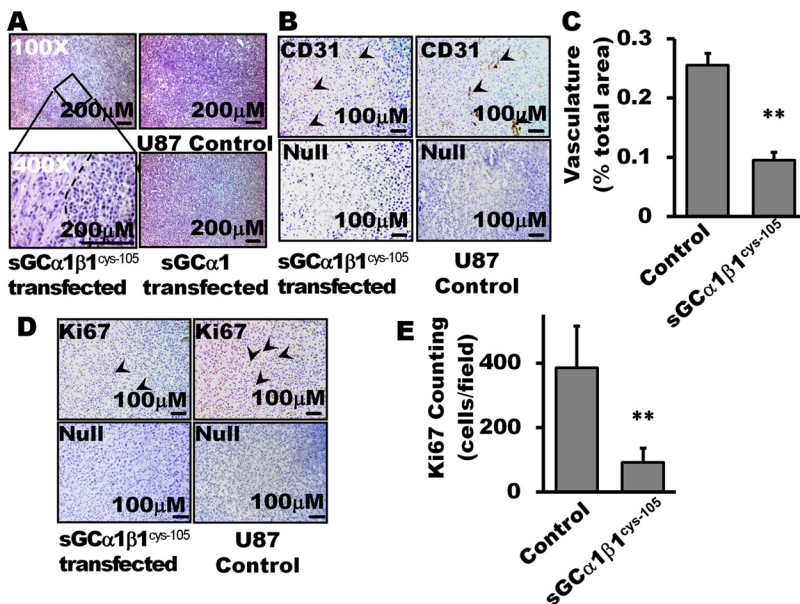 A
100X
200µM
200µM
U87 Control
400X
200µM
200µM
sGCα1β1cys-105
transfected
sGCα1
transfected
B
CD31
CD31
100µM
100µM
Null
Null
100µM
100µM
sGCα1β1cys-105
transfected
U87
Control
C
Vasculature
(% total area)
0.3
0.2
0.1
0
**
Control
sGCα1β1cys-105
D
Ki67
Ki67
100µM
100µM
Null
Null
100µM
100µM
sGCα1β1cys-105
transfected
U87
Control
E
Ki67 Counting
(cells/field)
400
200
0
**
Control
sGCα1β1cys-105